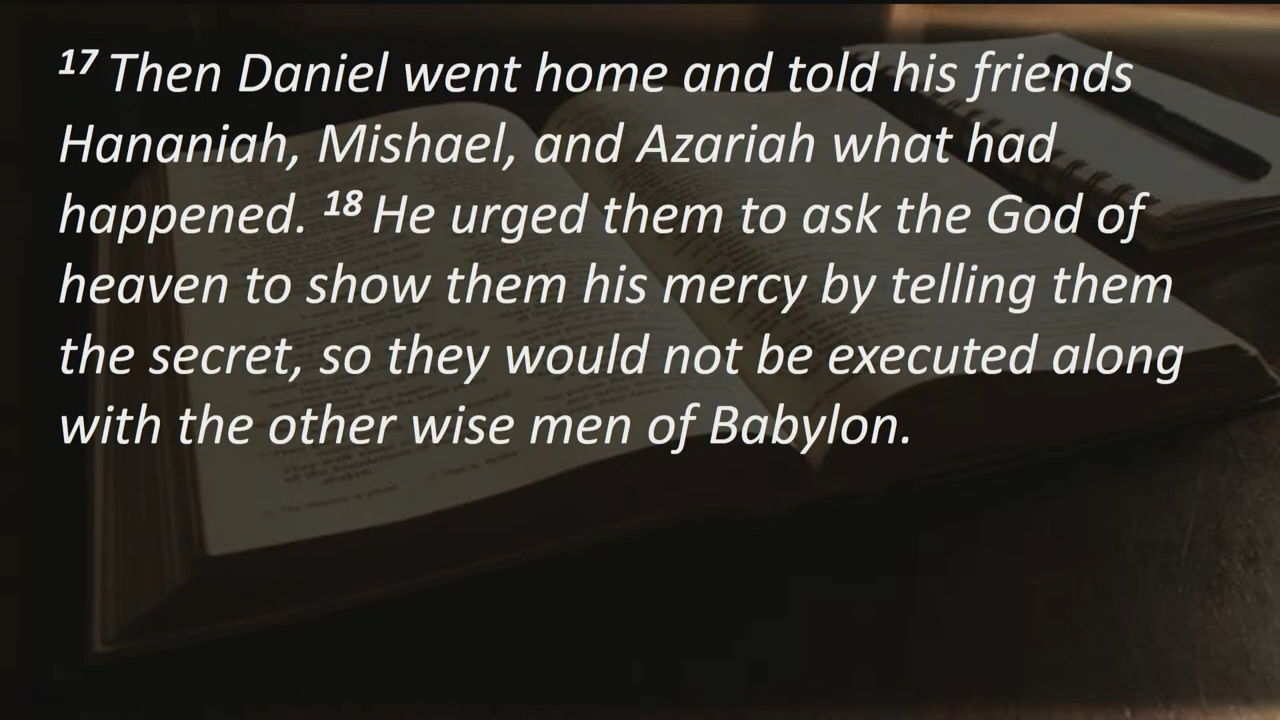 17 Then Daniel went home and told his friends
Hananiah, Mishael, and Azariah what had
happened. 18 He urged them to ask the God of
heaven to show them his mercy by telling them
the secret, so they would not be executed along
with the other wise men of Babylon.